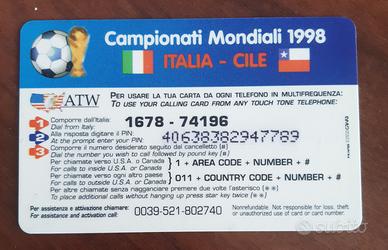 Campionati Mondiali 1998
ITALIA - CILE
ATW
PER USARE LA TUA CARTA DA OGNI TELEFONO IN MULTIFREQUENZA:
TO USE YOUR CALLING CARD FROM ANY TOUCH TONE TELEPHONE:
1 Comporre dall'Italia:
Dial from Italy:
1678 - 74196
2 Alla risposta digitare il PIN:
At the prompt enter your PIN:
40638382947789
3 Comporre il numero desiderato seguito dal cancelletto (#)
Dial the number you wish to call followed by pound key (#)
Per chiamate verso U.S.A. o Canada
For calls to U.S.A. or Canada
1 + AREA CODE + NUMBER + #
Per chiamate verso ogni altro paese
For calls outside U.S.A. or Canada
011 + COUNTRY CODE + NUMBER + #
Per piazzare ulteriori chiamate senza riagganciare premere due volte l'asterisco (*)
To place additional calls without hanging up press star key twice (*)
Per assistenza e attivazione chiamare:
For assistance and activation call:
0039-521-802740
Nonrefundable. Not responsible for loss, theft
or unauthorized use of card or card number.
subito